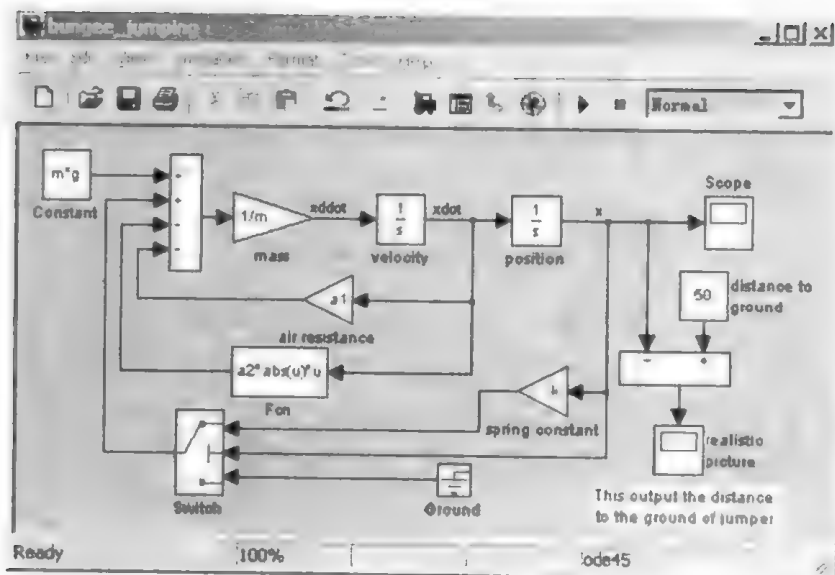 bungee_jumping
Normal
m*g
Constant
+
+
-
-
1/m
mass
xddot
1
s
velocity
xdot
1
s
position
x
Scope
a1
air resistance
a2*abs(u)*u
Fcn
50
distance to
ground
spring constant
Switch
Ground
realistic
picture
This output the distance
to the ground of jumper
Ready
100%
ode45